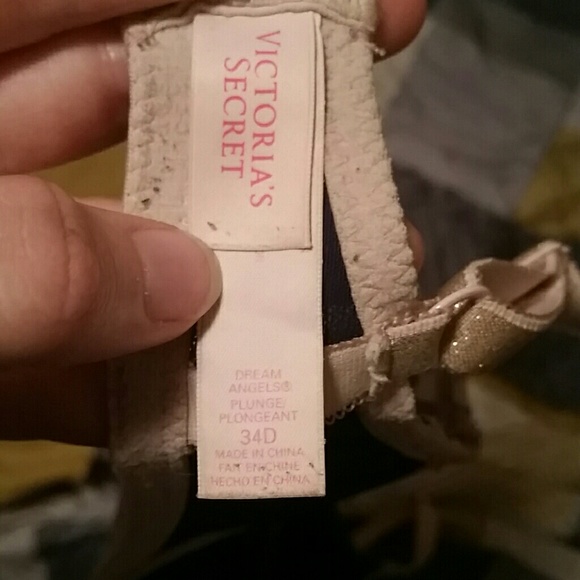 VICTORIA'S
SECRET
DREAM
ANGELS®
PLUNGE/
PLONGEANT
34D
MADE IN CHINA
FAIT EN CHINE
HECHO EN CHINA